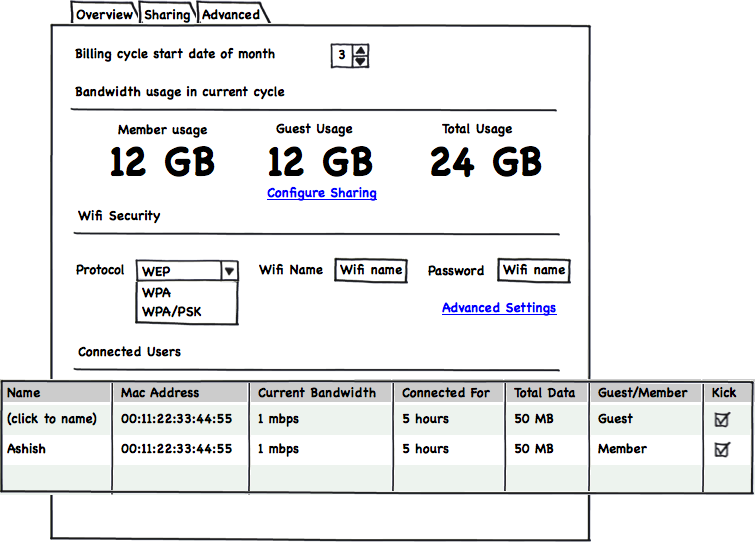 Overview Sharing Advanced
Billing cycle start date of month 3
Bandwidth usage in current cycle
Member usage Guest Usage Total Usage
12 GB 12 GB 24 GB
Configure Sharing
Wifi Security
Protocol WEP Wifi Name Wifi name Password Wifi name
WPA
WPA/PSK
Advanced Settings
Connected Users
Name Mac Address Current Bandwidth Connected For Total Data Guest/Member Kick
(click to name) 00:11:22:33:44:55 1 mbps 5 hours 50 MB Guest
Ashish 00:11:22:33:44:55 1 mbps 5 hours 50 MB Member